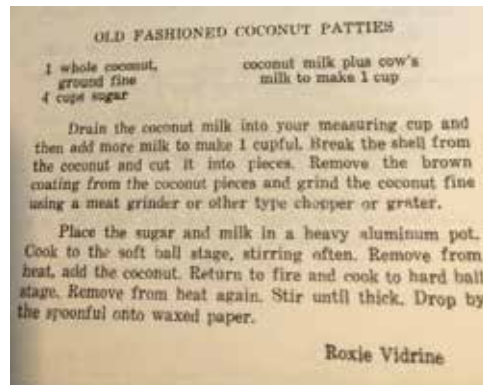 OLD FASHIONED COCONUT PATTIES
1 whole coconut,
ground fine
4 cups sugar
coconut milk plus cow's
milk to make 1 cup
Drain the coconut milk into your measuring cup and
then add more milk to make 1 cupful. Break the shell from
the coconut and cut it into pieces. Remove the brown
coating from the coconut pieces and grind the coconut fine
using a meat grinder or other type chopper or grater.
Place the sugar and milk in a heavy aluminum pot.
Cook to the soft ball stage, stirring often. Remove from
heat, add the coconut. Return to fire and cook to hard ball
stage. Remove from heat again. Stir until thick. Drop by
the spoonful onto waxed paper.
Roxie Vidrine